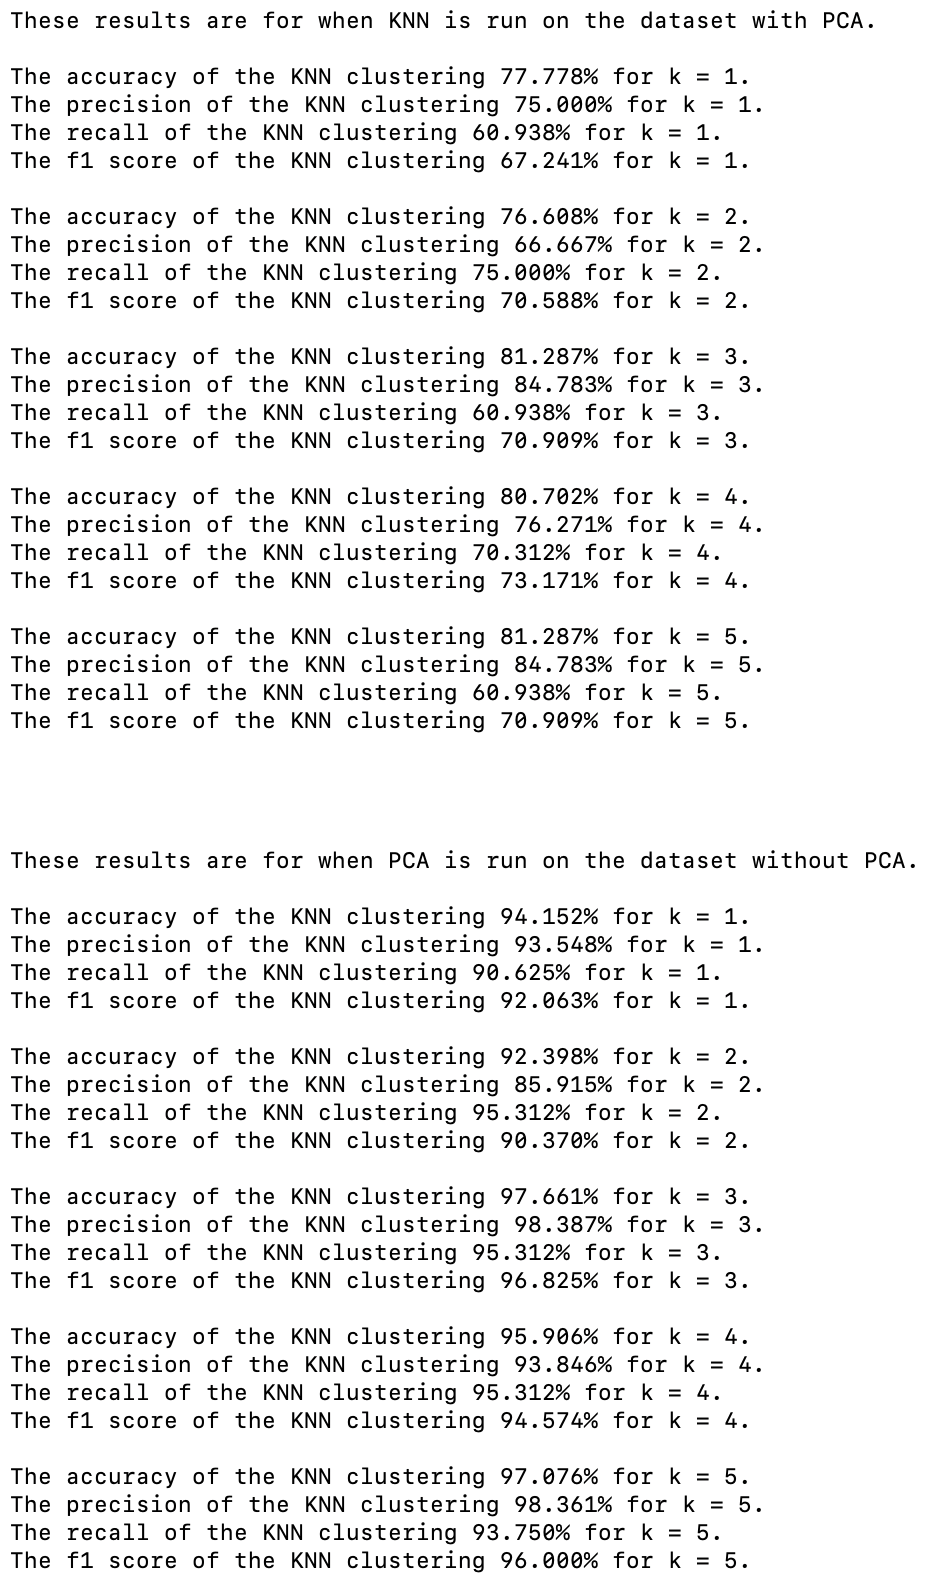 These results are for when KNN is run on the dataset with PCA.
The accuracy of the KNN clustering 77.778% for k = 1.
The precision of the KNN clustering 75.000% for k = 1.
The recall of the KNN clustering 60.938% for k = 1.
The f1 score of the KNN clustering 67.241% for k = 1.
The accuracy of the KNN clustering 76.608% for k = 2.
The precision of the KNN clustering 66.667% for k = 2.
The recall of the KNN clustering 75.000% for k = 2.
The f1 score of the KNN clustering 70.588% for k = 2.
The accuracy of the KNN clustering 81.287% for k = 3.
The precision of the KNN clustering 84.783% for k = 3.
The recall of the KNN clustering 60.938% for k = 3.
The f1 score of the KNN clustering 70.909% for k = 3.
The accuracy of the KNN clustering 80.702% for k = 4.
The precision of the KNN clustering 76.271% for k = 4.
The recall of the KNN clustering 70.312% for k = 4.
The f1 score of the KNN clustering 73.171% for k = 4.
The accuracy of the KNN clustering 81.287% for k = 5.
The precision of the KNN clustering 84.783% for k = 5.
The recall of the KNN clustering 60.938% for k = 5.
The f1 score of the KNN clustering 70.909% for k = 5.
These results are for when PCA is run on the dataset without PCA.
The accuracy of the KNN clustering 94.152% for k = 1.
The precision of the KNN clustering 93.548% for k = 1.
The recall of the KNN clustering 90.625% for k = 1.
The f1 score of the KNN clustering 92.063% for k = 1.
The accuracy of the KNN clustering 92.398% for k = 2.
The precision of the KNN clustering 85.915% for k = 2.
The recall of the KNN clustering 95.312% for k = 2.
The f1 score of the KNN clustering 90.370% for k = 2.
The accuracy of the KNN clustering 97.661% for k = 3.
The precision of the KNN clustering 98.387% for k = 3.
The recall of the KNN clustering 95.312% for k = 3.
The f1 score of the KNN clustering 96.825% for k = 3.
The accuracy of the KNN clustering 95.906% for k = 4.
The precision of the KNN clustering 93.846% for k = 4.
The recall of the KNN clustering 95.312% for k = 4.
The f1 score of the KNN clustering 94.574% for k = 4.
The accuracy of the KNN clustering 97.076% for k = 5.
The precision of the KNN clustering 98.361% for k = 5.
The recall of the KNN clustering 93.750% for k = 5.
The f1 score of the KNN clustering 96.000% for k = 5.